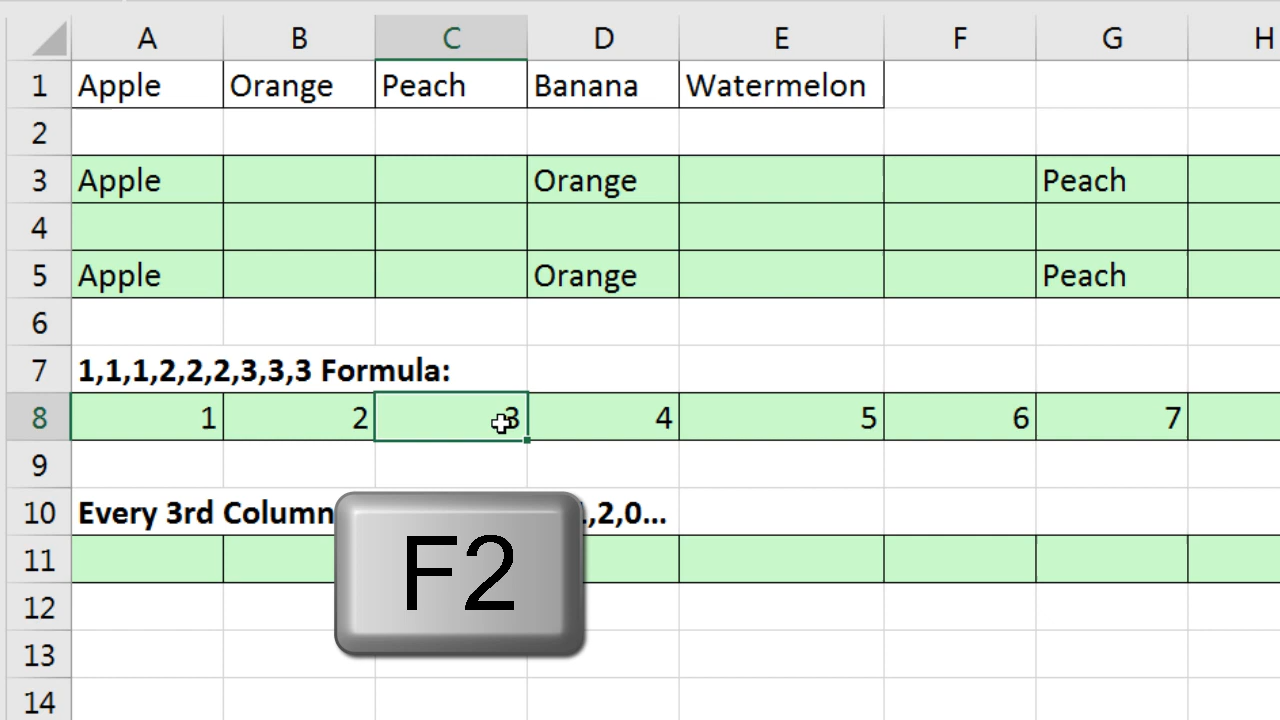 A B C D E F G H
1 Apple Orange Peach Banana Watermelon
2
3 Apple Orange Peach
4
5 Apple Orange Peach
6
7 1,1,1,2,2,2,3,3,3 Formula:
8 1 2 3 4 5 6 7
9
10 Every 3rd Column ,2,0...
11
F2
12
13
14